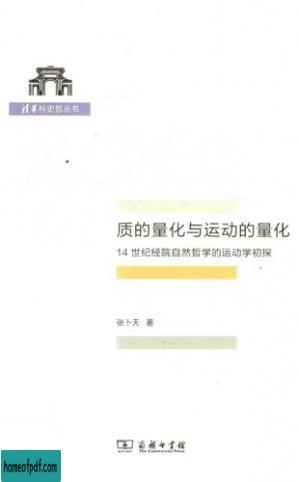 清華科史哲丛书
质的量化与运动的量化
14 世纪经院自然哲学的运动学初探
张卜天 著
商务印书馆
The Commercial Press
homeofpdf.com